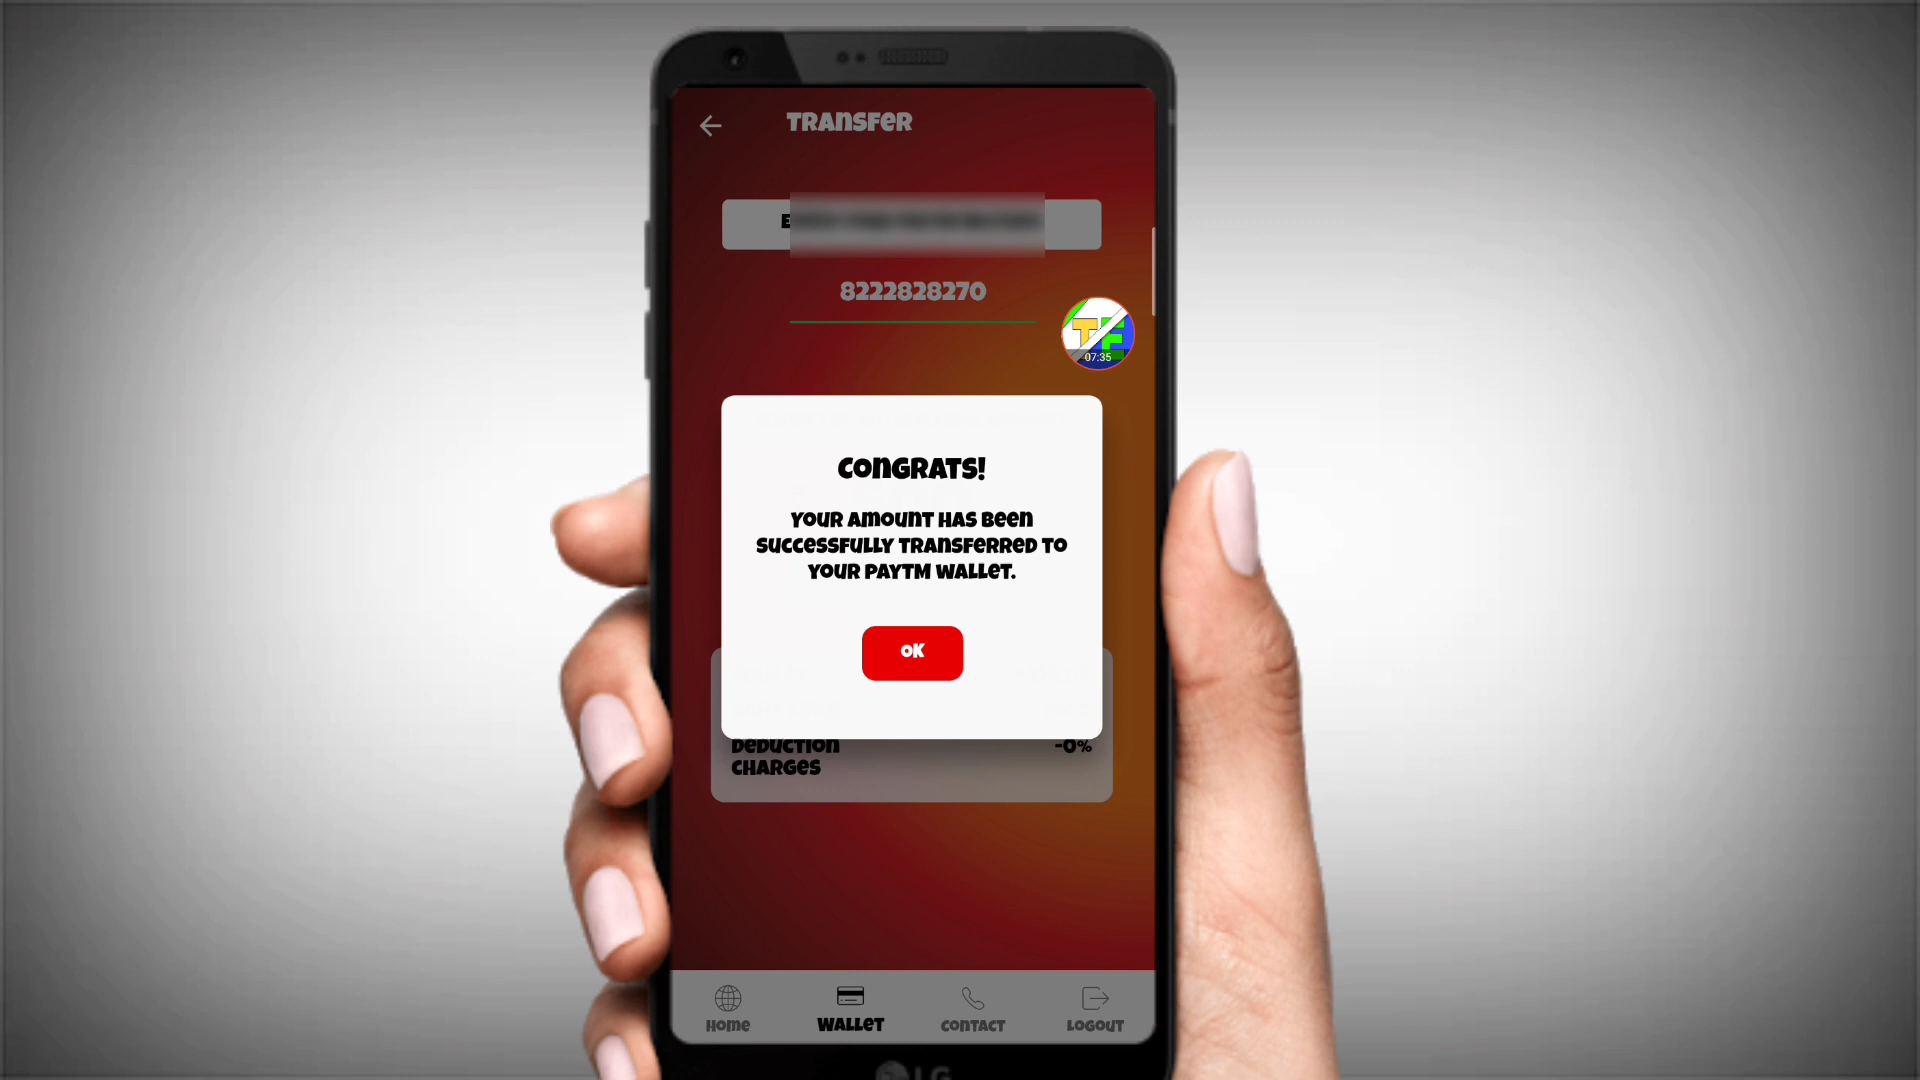 TRANSFER
8222828270
TF
07:35
CONGRATS!
YOUR AMOUNT HAS BEEN
SUCCESSFULLY TRANSFERRED TO
YOUR PAYTM WALLET.
OK
DEDUCTION -0%
CHARGES
HOME WALLET CONTACT LOGOUT
LG